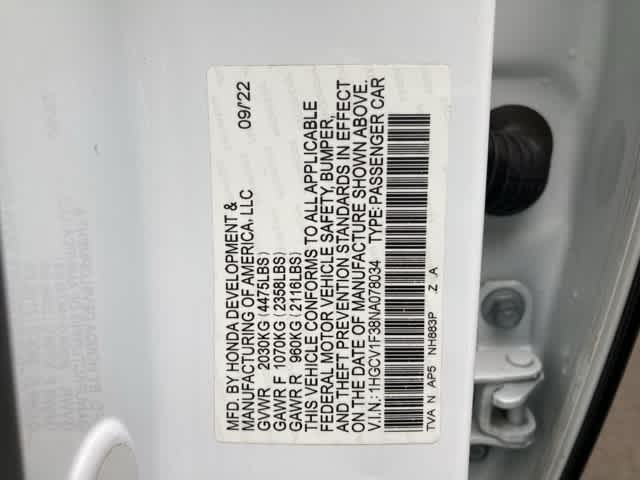 MFD. BY HONDA DEVELOPMENT & 09/'22
MANUFACTURING OF AMERICA, LLC
GVWR 2030KG (4475LBS)
GAWR F 1070KG (2358LBS)
GAWR R 960KG (2116LBS)
THIS VEHICLE CONFORMS TO ALL APPLICABLE
FEDERAL MOTOR VEHICLE SAFETY, BUMPER,
AND THEFT PREVENTION STANDARDS IN EFFECT
ON THE DATE OF MANUFACTURE SHOWN ABOVE.
V.I.N: 1HGCV1F38NA078034 TYPE: PASSENGER CAR
TVA N AP5 NH883P Z A